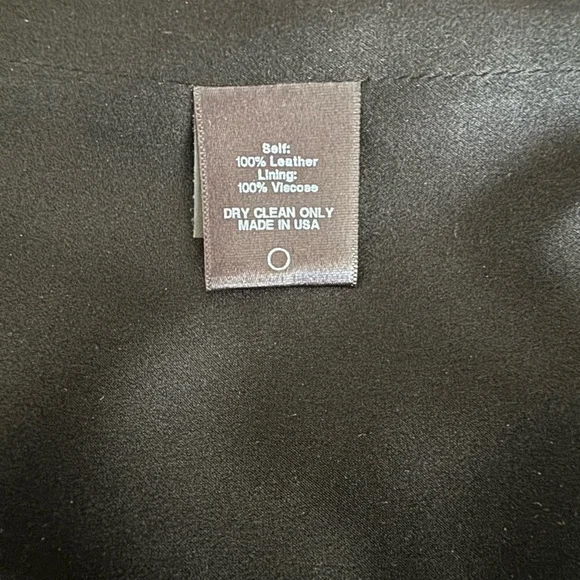 Self:
100% Leather
Lining:
100% Viscose
DRY CLEAN ONLY
MADE IN USA